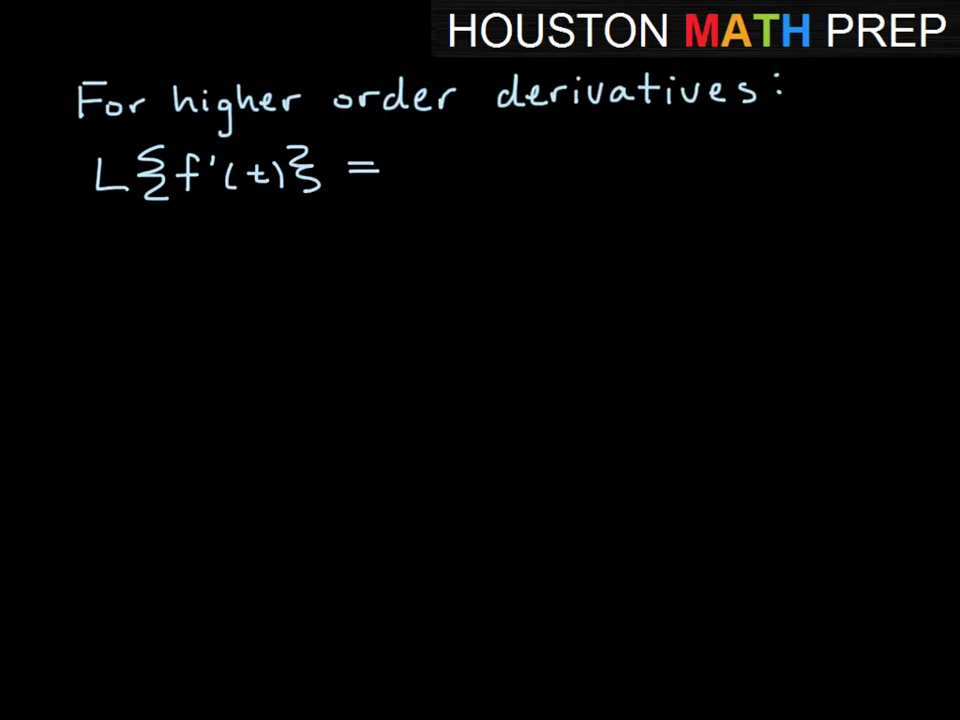 HOUSTON MATH PREP
For higher order derivatives:
L{f'(t)} =